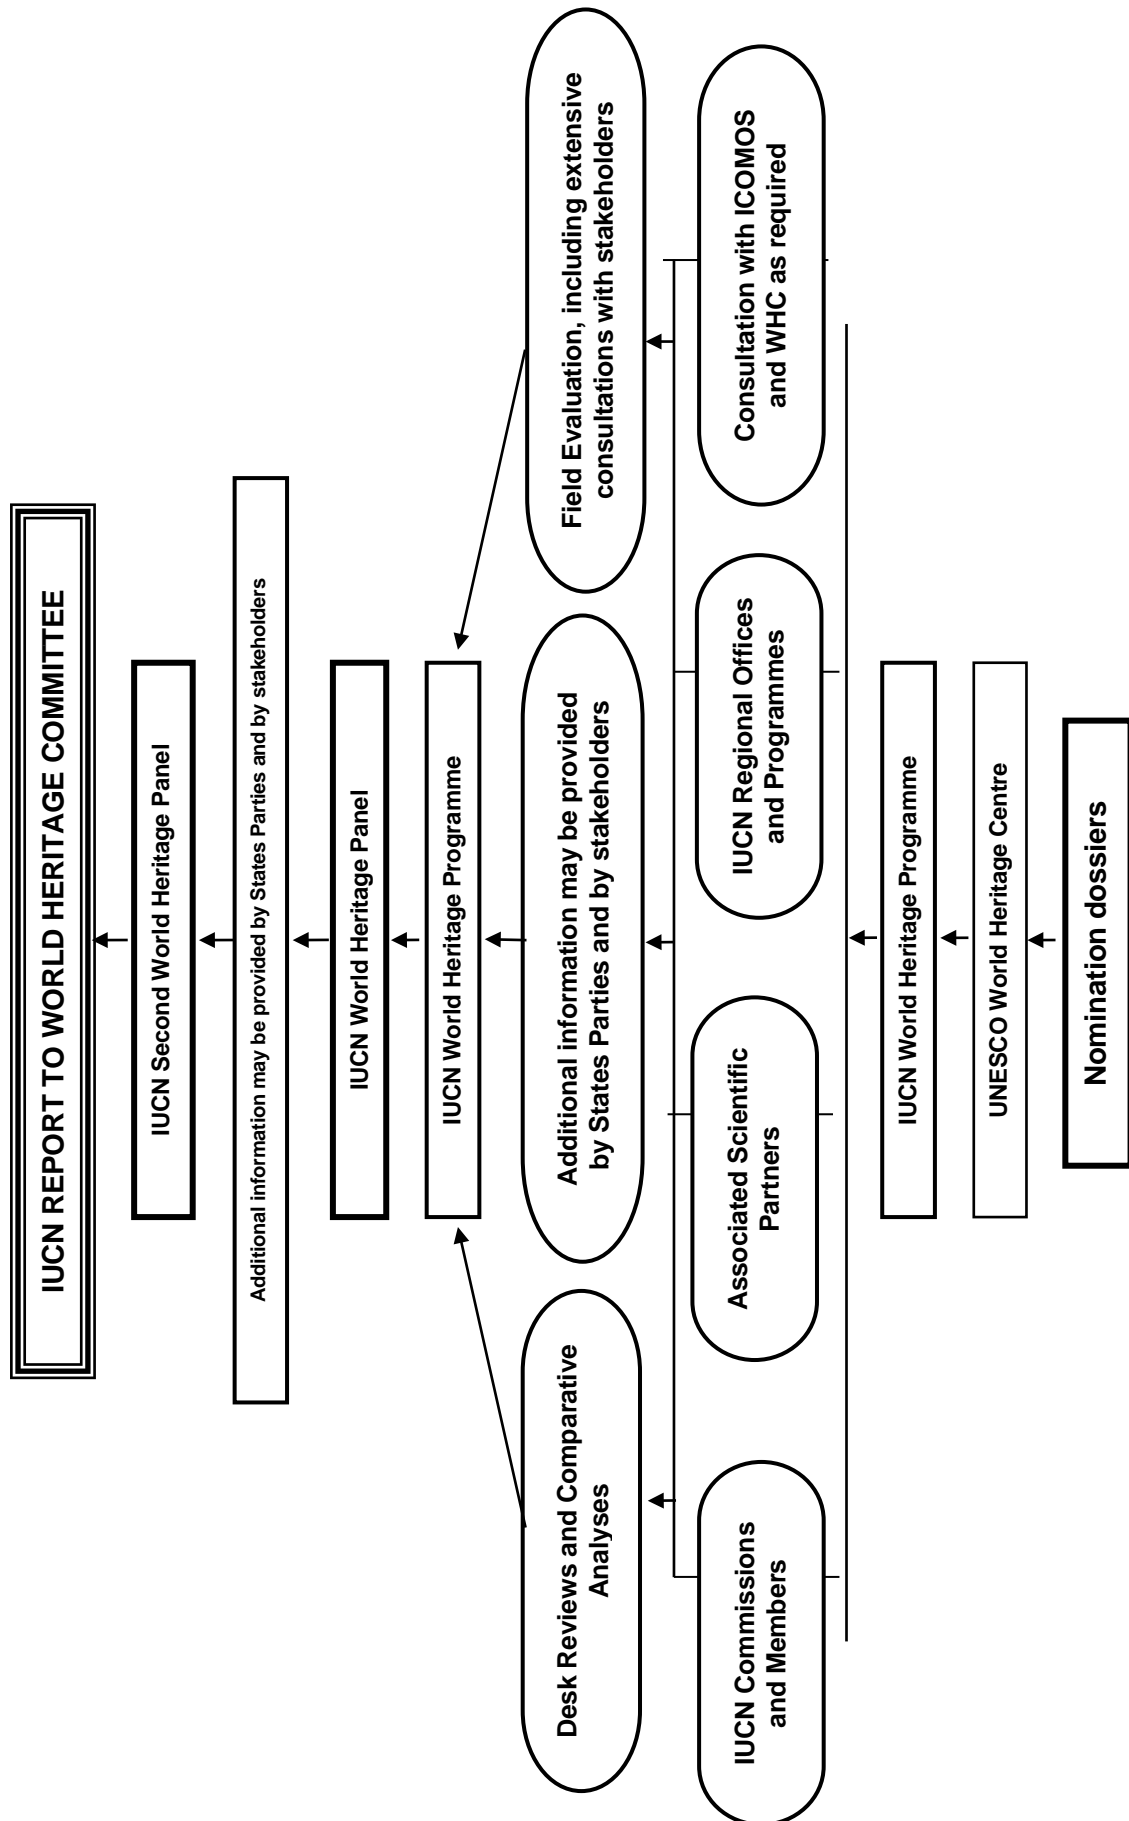 IUCN REPORT TO WORLD HERITAGE COMMITTEE
IUCN Second World Heritage Panel
Additional information may be provided by States Parties and by stakeholders
IUCN World Heritage Panel
IUCN World Heritage Programme
Desk Reviews and Comparative
Analyses
Additional information may be provided
by States Parties and by stakeholders
Field Evaluation, including extensive
consultations with stakeholders
IUCN Commissions
and Members
Associated Scientific
Partners
IUCN Regional Offices
and Programmes
Consultation with ICOMOS
and WHC as required
IUCN World Heritage Programme
UNESCO World Heritage Centre
Nomination dossiers